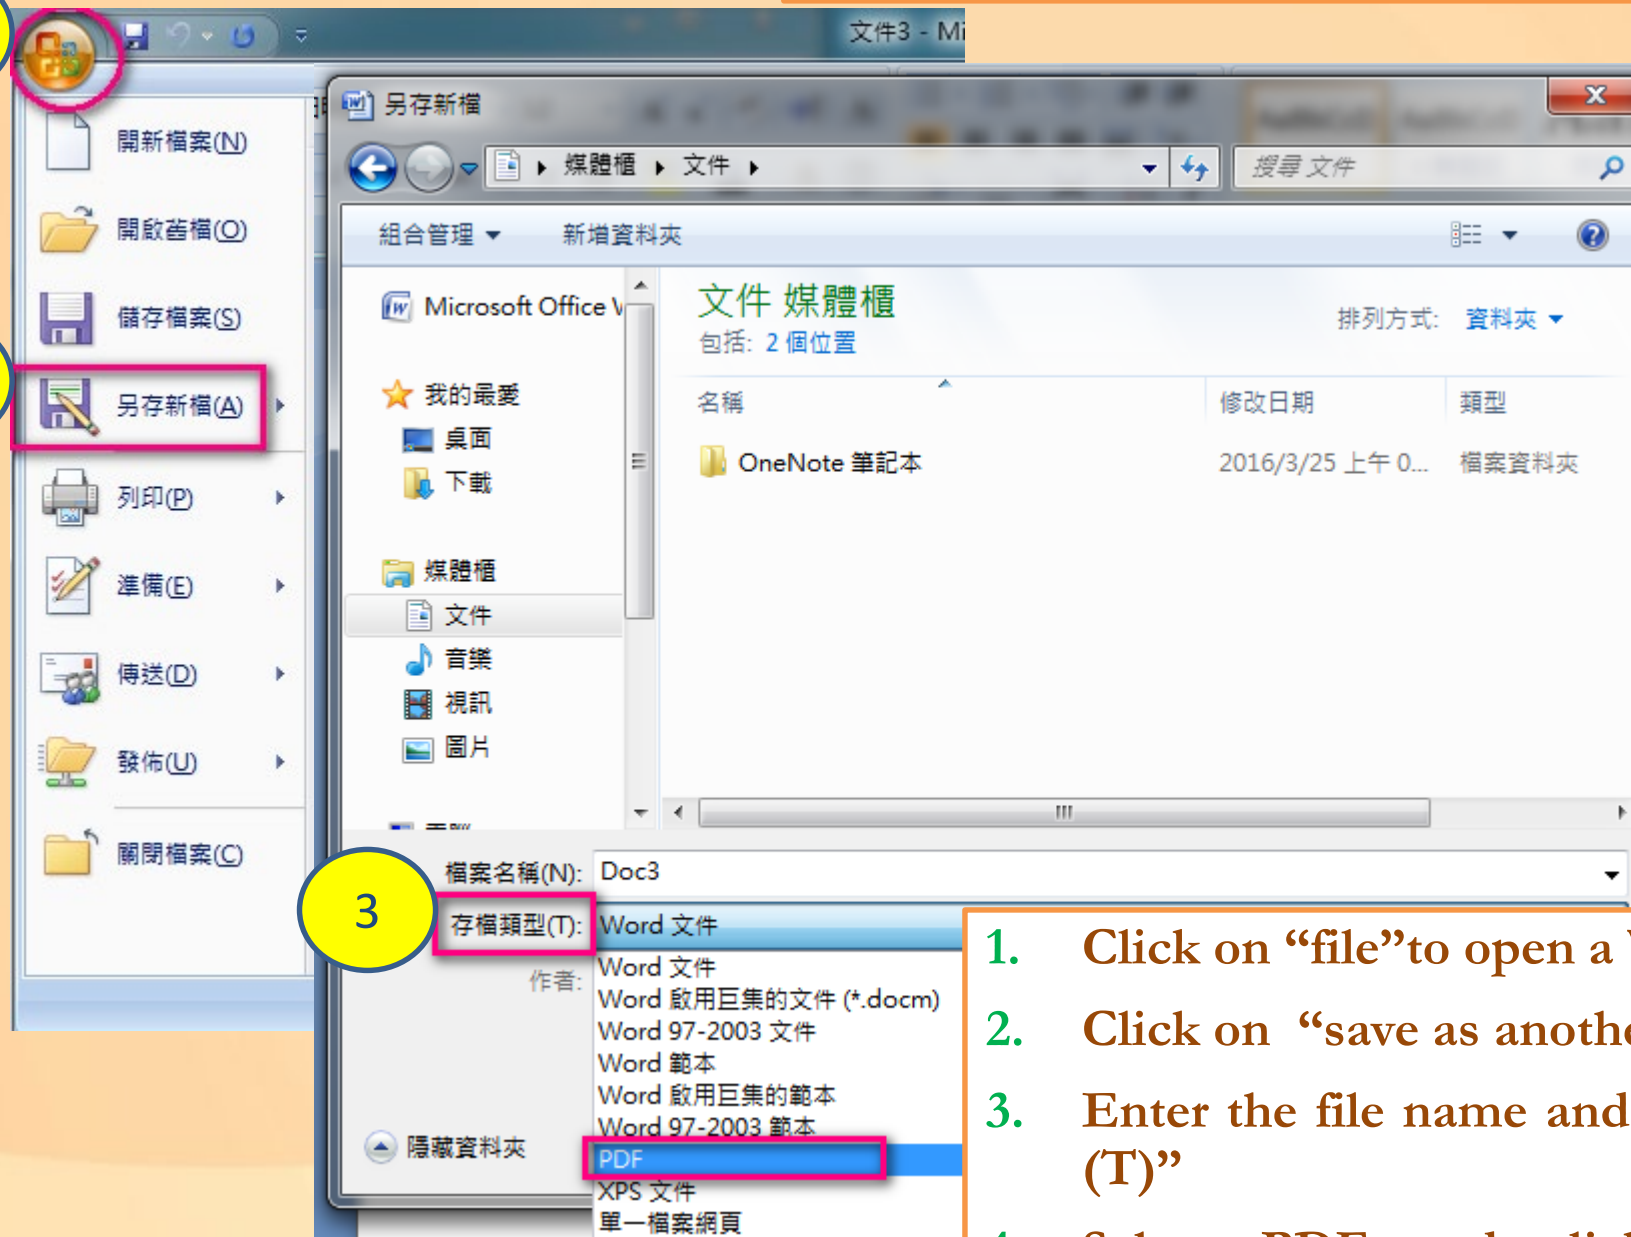 文件3 - Mi
開新檔案(N)
開啟舊檔(O)
儲存檔案(S)
另存新檔(A)
列印(P)
準備(E)
傳送(D)
發佈(U)
關閉檔案(C)
另存新檔
媒體櫃 文件
搜尋 文件
組合管理 新增資料夾
Microsoft Office
我的最愛
桌面
下載
媒體櫃
文件
音樂
視訊
圖片
文件 媒體櫃
包括: 2 個位置
排列方式: 資料夾
名稱 修改日期 類型
OneNote 筆記本 2016/3/25 上午 0... 檔案資料夾
檔案名稱(N): Doc3
3
存檔類型(T): Word 文件
作者:
Word 文件
Word 啟用巨集的文件 (*.docm)
Word 97-2003 文件
Word 範本
Word 啟用巨集的範本
Word 97-2003 範本
PDF
XPS 文件
單一檔案網頁
隱藏資料夾
1. Click on “file”to open a
2. Click on “save as anothe
3. Enter the file name and
(T)”